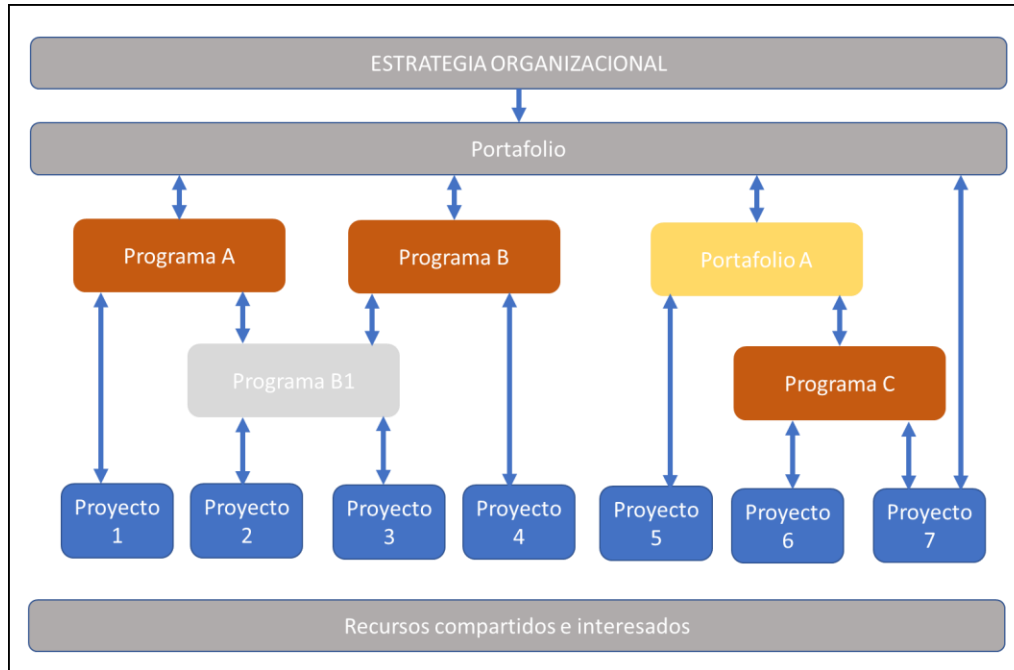 ESTRATEGIA ORGANIZACIONAL
Portafolio
Programa A
Programa B
Portafolio A
Programa B1
Programa C
Proyecto
1
Proyecto
2
Proyecto
3
Proyecto
4
Proyecto
5
Proyecto
6
Proyecto
7
Recursos compartidos e interesados